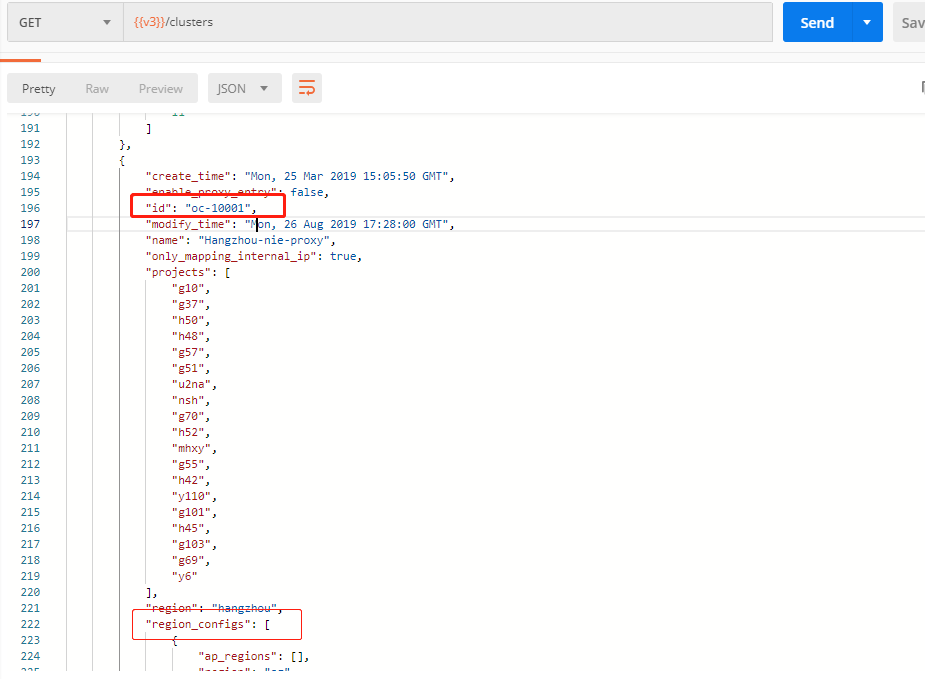 GET
{{v3}}/clusters
Send
Sav
Pretty
Raw
Preview
JSON
190
191 ]
192 },
193 {
194 "create_time": "Mon, 25 Mar 2019 15:05:50 GMT",
195 "enable_proxy_entry": false,
196 "id": "oc-10001",
197 "modify_time": "Mon, 26 Aug 2019 17:28:00 GMT",
198 "name": "Hangzhou-nie-proxy",
199 "only_mapping_internal_ip": true,
200 "projects": [
201 "g10",
202 "g37",
203 "h50",
204 "h48",
205 "g57",
206 "g51",
207 "u2na",
208 "nsh",
209 "g70",
210 "h52",
211 "mhxy",
212 "g55",
213 "h42",
214 "y110",
215 "g101",
216 "h45",
217 "g103",
218 "g69",
219 "y6"
220 ],
221 "region": "hangzhou",
222 "region_configs": [
223 {
224 "ap_regions": [],
225